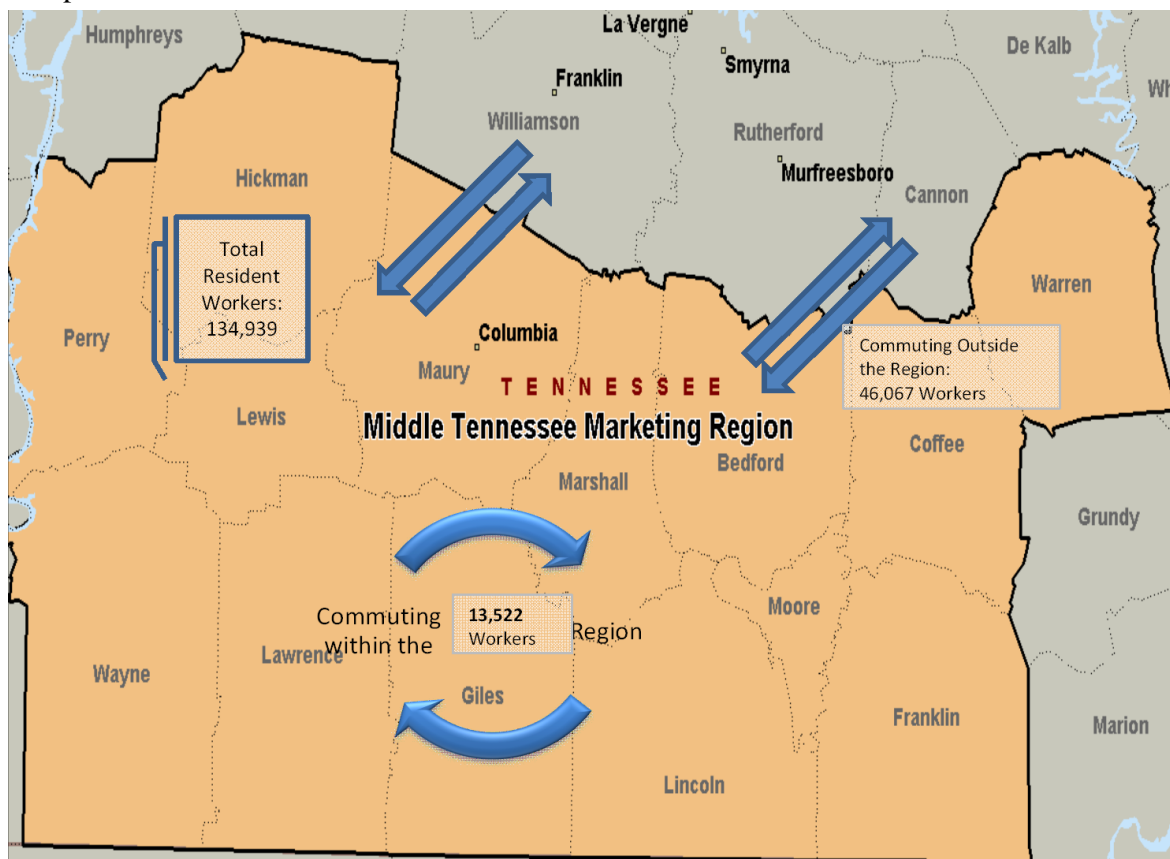 La Vergne
Humphreys
De Kalb
Smyrna
Franklin
Wh
Williamson
Rutherford
Murfreesboro
Hickman
Cannon
Total
Resident
Workers:
134,939
Warren
Perry
Columbia
Commuting Outside
the Region:
46,067 Workers
Maury
TENNESSEE
Lewis
Middle Tennessee Marketing Region
Coffee
Bedford
Marshall
Grundy
Moore
Commuting
within the
13,522
Workers
Region
Lawrence
Wayne
Giles
Franklin
Marion
Lincoln